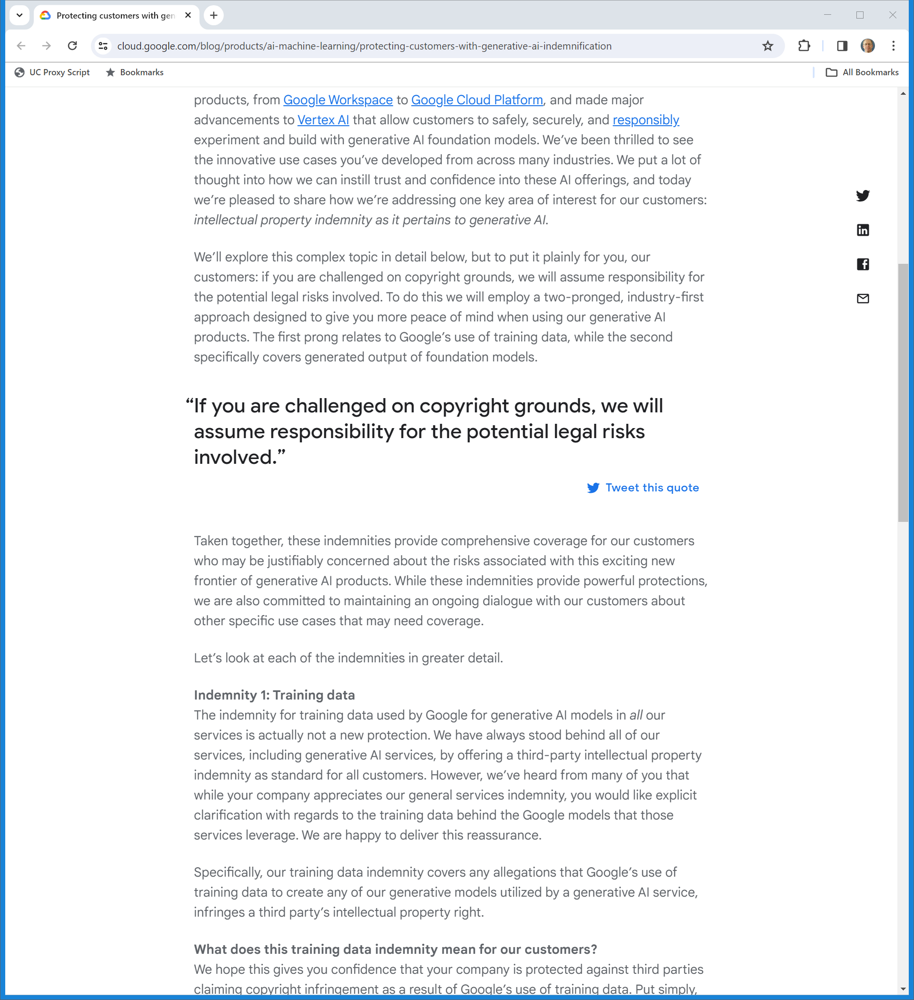 Protecting customers with gen
cloud.google.com/blog/products/ai-machine-learning/protecting-customers-with-generative-ai-indemnification
UC Proxy Script Bookmarks All Bookmarks
products, from Google Workspace to Google Cloud Platform, and made major
advancements to Vertex AI that allow customers to safely, securely, and responsibly
experiment and build with generative AI foundation models. We’ve been thrilled to see
the innovative use cases you’ve developed from across many industries. We put a lot of
thought into how we can instill trust and confidence into these AI offerings, and today
we’re pleased to share how we’re addressing one key area of interest for our customers:
intellectual property indemnity as it pertains to generative AI.
We’ll explore this complex topic in detail below, but to put it plainly for you, our
customers: if you are challenged on copyright grounds, we will assume responsibility for
the potential legal risks involved. To do this we will employ a two-pronged, industry-first
approach designed to give you more peace of mind when using our generative AI
products. The first prong relates to Google’s use of training data, while the second
specifically covers generated output of foundation models.
“If you are challenged on copyright grounds, we will
assume responsibility for the potential legal risks
involved.”
Tweet this quote
Taken together, these indemnities provide comprehensive coverage for our customers
who may be justifiably concerned about the risks associated with this exciting new
frontier of generative AI products. While these indemnities provide powerful protections,
we are also committed to maintaining an ongoing dialogue with our customers about
other specific use cases that may need coverage.
Let’s look at each of the indemnities in greater detail.
Indemnity 1: Training data
The indemnity for training data used by Google for generative AI models in all our
services is actually not a new protection. We have always stood behind all of our
services, including generative AI services, by offering a third-party intellectual property
indemnity as standard for all customers. However, we’ve heard from many of you that
while your company appreciates our general services indemnity, you would like explicit
clarification with regards to the training data behind the Google models that those
services leverage. We are happy to deliver this reassurance.
Specifically, our training data indemnity covers any allegations that Google’s use of
training data to create any of our generative models utilized by a generative AI service,
infringes a third party’s intellectual property right.
What does this training data indemnity mean for our customers?
We hope this gives you confidence that your company is protected against third parties
claiming copyright infringement as a result of Google’s use of training data. Put simply,